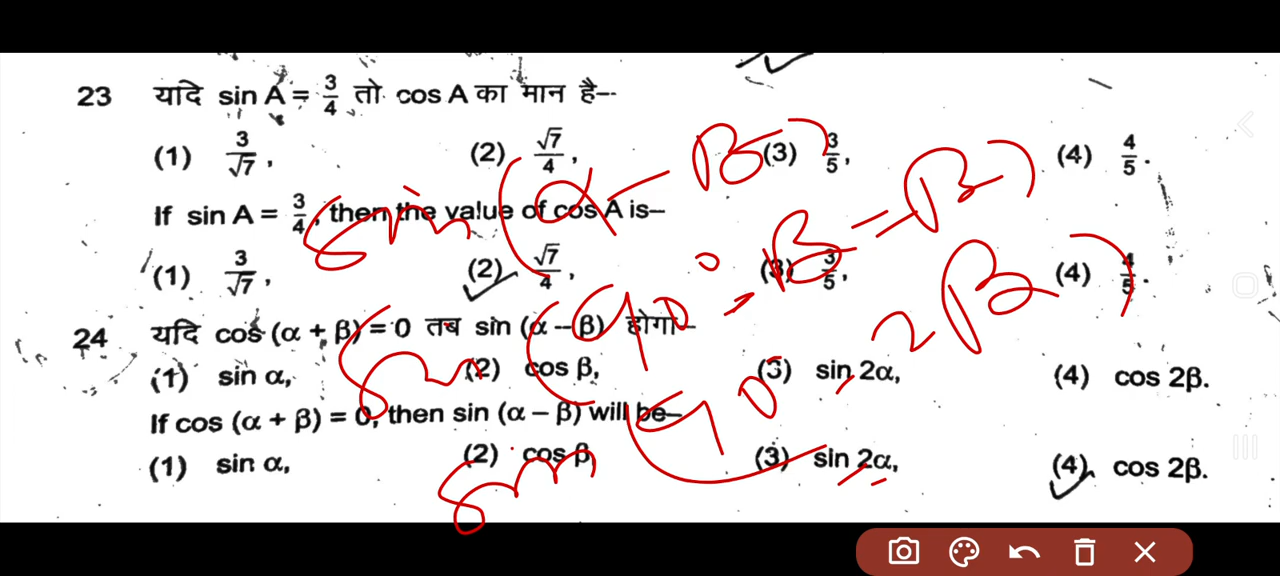 23 यदि sin A = 3/4 तो cos A का मान है–
(1) 3/√7, (2) √7/4, (3) 3/5, (4) 4/5.
If sin A = 3/4, then the value of cos A is–
(1) 3/√7, (2) √7/4, (3) 3/5, (4) 4/5.
24 यदि cos (α + β) = 0 तब sin (α – β) होगा–
(1) sin α, (2) cos β, (3) sin 2α, (4) cos 2β.
If cos (α + β) = 0, then sin (α – β) will be–
(1) sin α, (2) cos β, (3) sin 2α, (4) cos 2β.
sin (α – β)
sin (90° – β – β)
sin (90 – 2β)